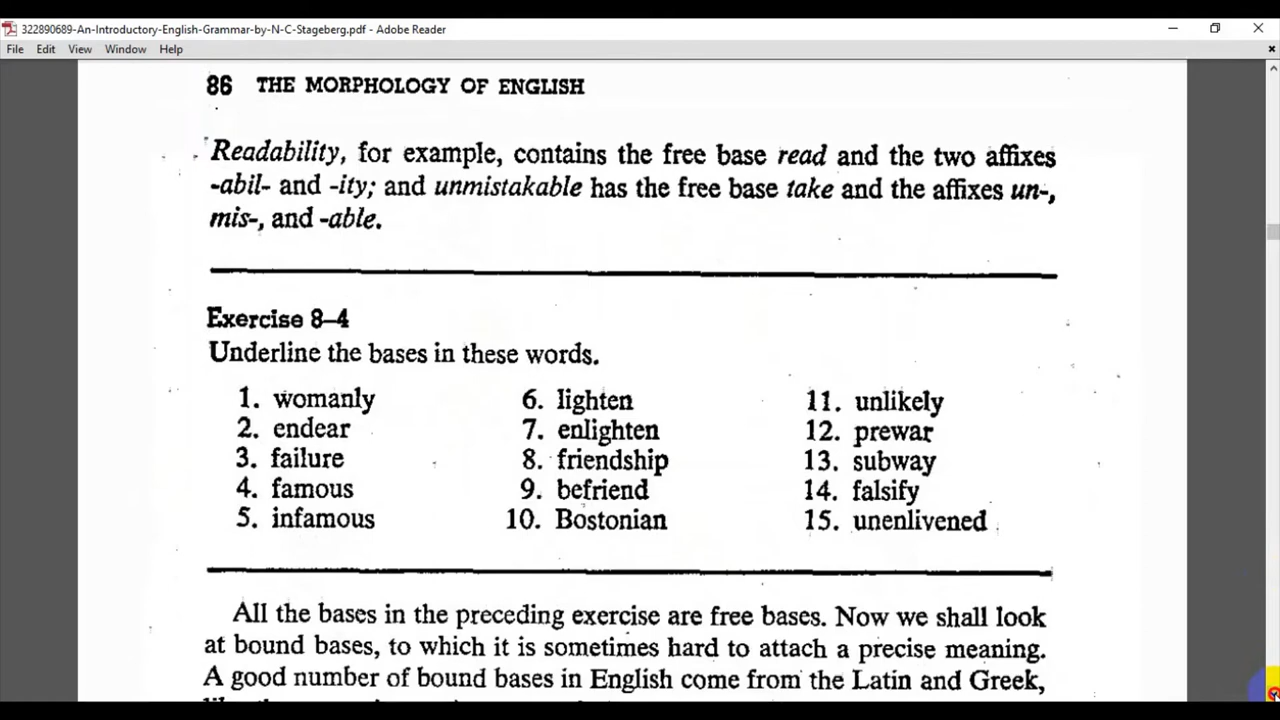 322890689-An-Introductory-English-Grammar-by-N-C-Stageberg.pdf - Adobe Reader
File Edit View Window Help
86 THE MORPHOLOGY OF ENGLISH
Readability, for example, contains the free base read and the two affixes
-abil- and -ity; and unmistakable has the free base take and the affixes un-,
mis-, and -able.
Exercise 8–4
Underline the bases in these words.
1. womanly 6. lighten 11. unlikely
2. endear 7. enlighten 12. prewar
3. failure 8. friendship 13. subway
4. famous 9. befriend 14. falsify
5. infamous 10. Bostonian 15. unenlivened
All the bases in the preceding exercise are free bases. Now we shall look
at bound bases, to which it is sometimes hard to attach a precise meaning.
A good number of bound bases in English come from the Latin and Greek,